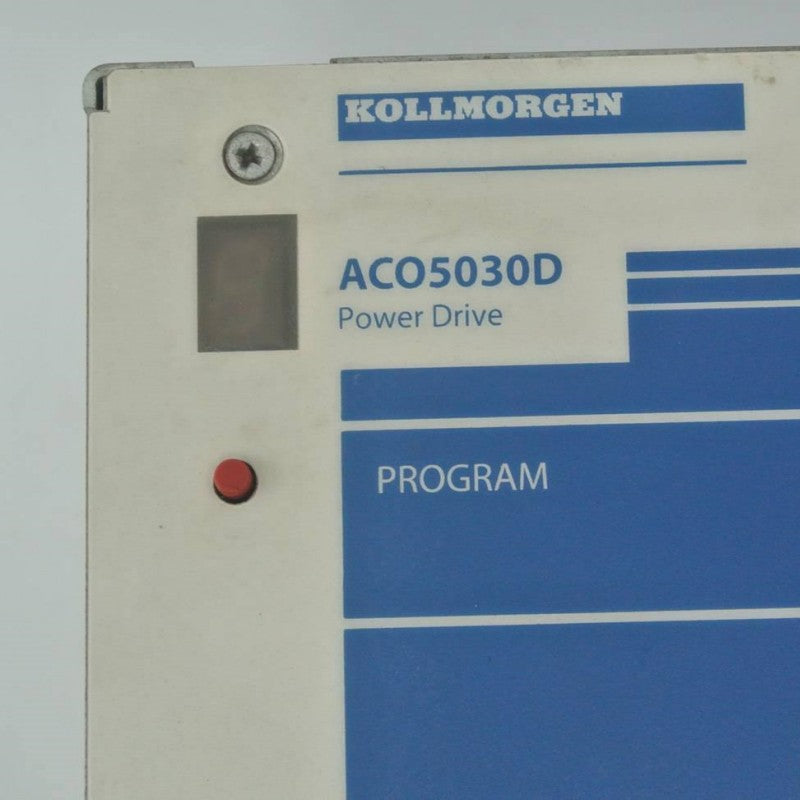 KOLLMORGEN
ACO5030D
Power Drive
PROGRAM